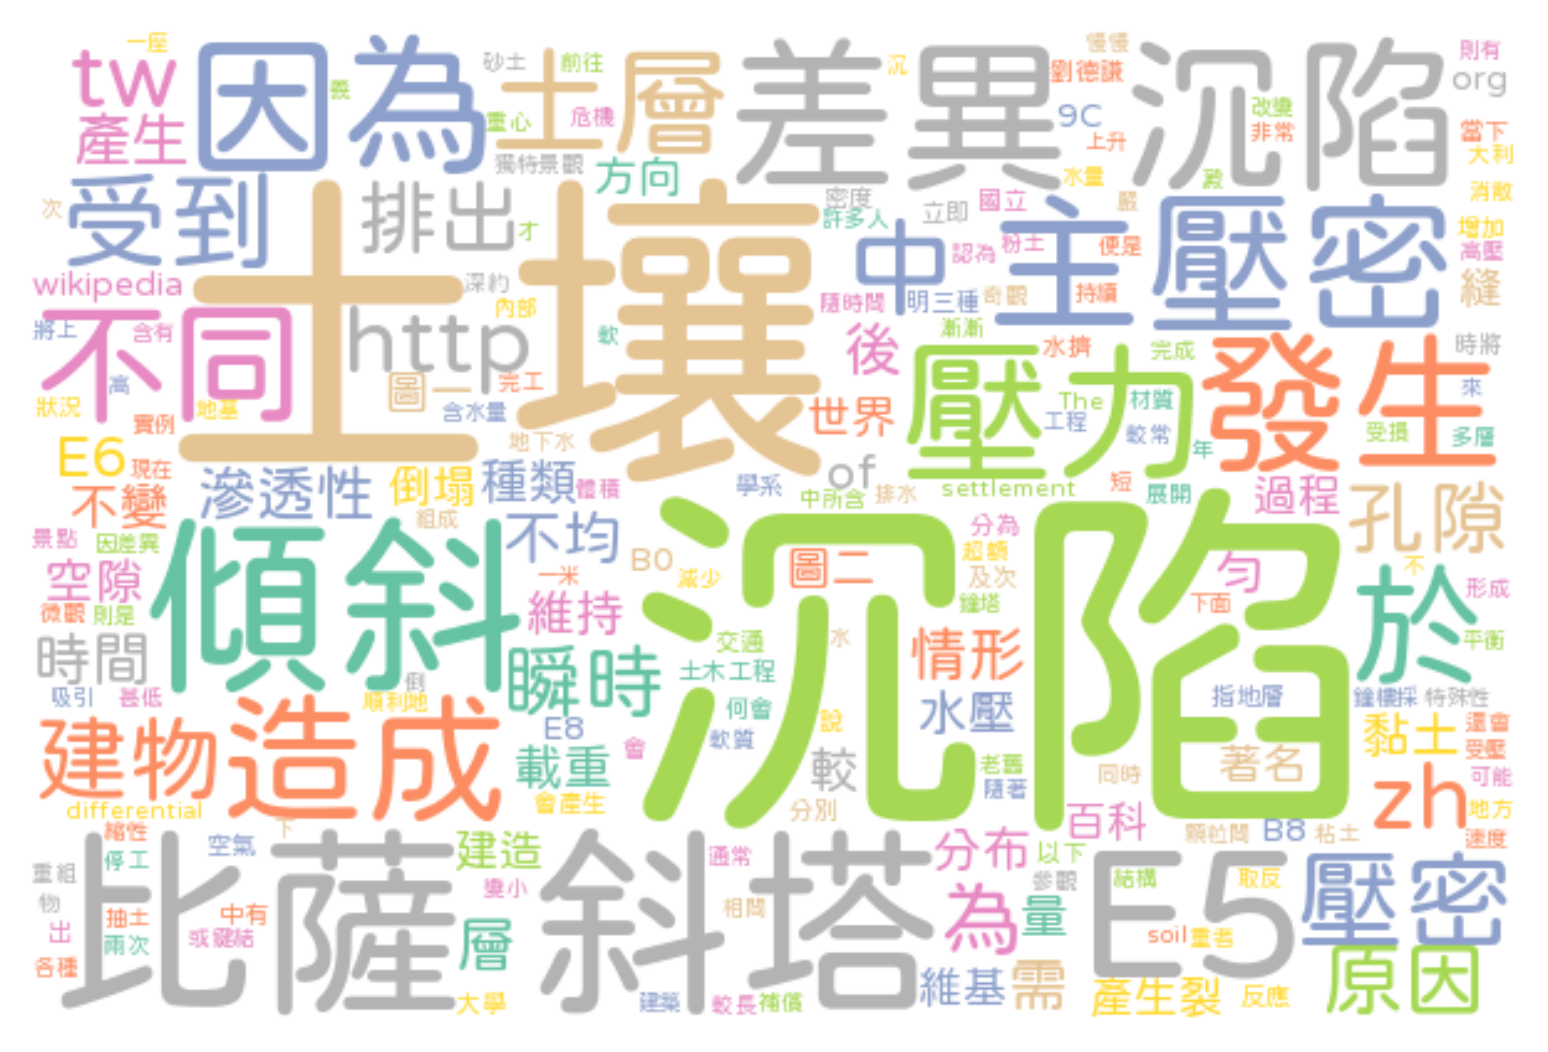 一座
tw
因為
義
砂土
前往
土層
差異沉陷
沉
慢慢
劉德謙
則有
org
產生
重心
危機
9C
上升
改變
非常
當下
大利
獨特景觀
方向
水量
消散
次
受到
排出
才
密度
許多人
立即
國立
嚴
中
主壓密
認為
粉土
便是
增加
高壓
wikipedia
土壤
深約
內部
隨時間
明三種
奇觀
持續
縫
將上
含有
不同
http
軟
後
漸漸
水擠
完成
發生
時將
高
圖一
完工
壓力
The
材質
來
狀況
地基
含水量
世界
工程
較常
受損
多層
實例
地下水
年
E6
現在
of
滲透性
倒塌
種類
體積
學系
中所含
排水
settlement
短
展開
過程
孔隙
不變
組成
景點
因差異
傾斜
不均
B0
沉陷
圖二
分為
超額
及次
勻
不
空隙
一米
減少
鐘塔
下面
於
形成
微觀
則是
維持
交通
水
情形
平衡
時間
瞬時
土木工程
倒
吸引
甚低
順利地
何會
水壓
指地層
鐘樓採
特殊性
建物
造成
E8
會
軟質
說
黏土
還會
受壓
載重
較
老舊
隨著
同時
著名
zh
可能
differential
會產生
分別
百科
地方
縮性
下
顆粒間
B8
粘土
速度
停工
空氣
比薩斜塔
建造
通常
分布
以下
E5
壓密
重組
變小
參觀
結構
取反
物
抽土
中有
相間
為
量
出
兩次
或鍵結
層
soil
重者
各種
維基
需
原因
大學
建築
較長
補償
產生裂
反應